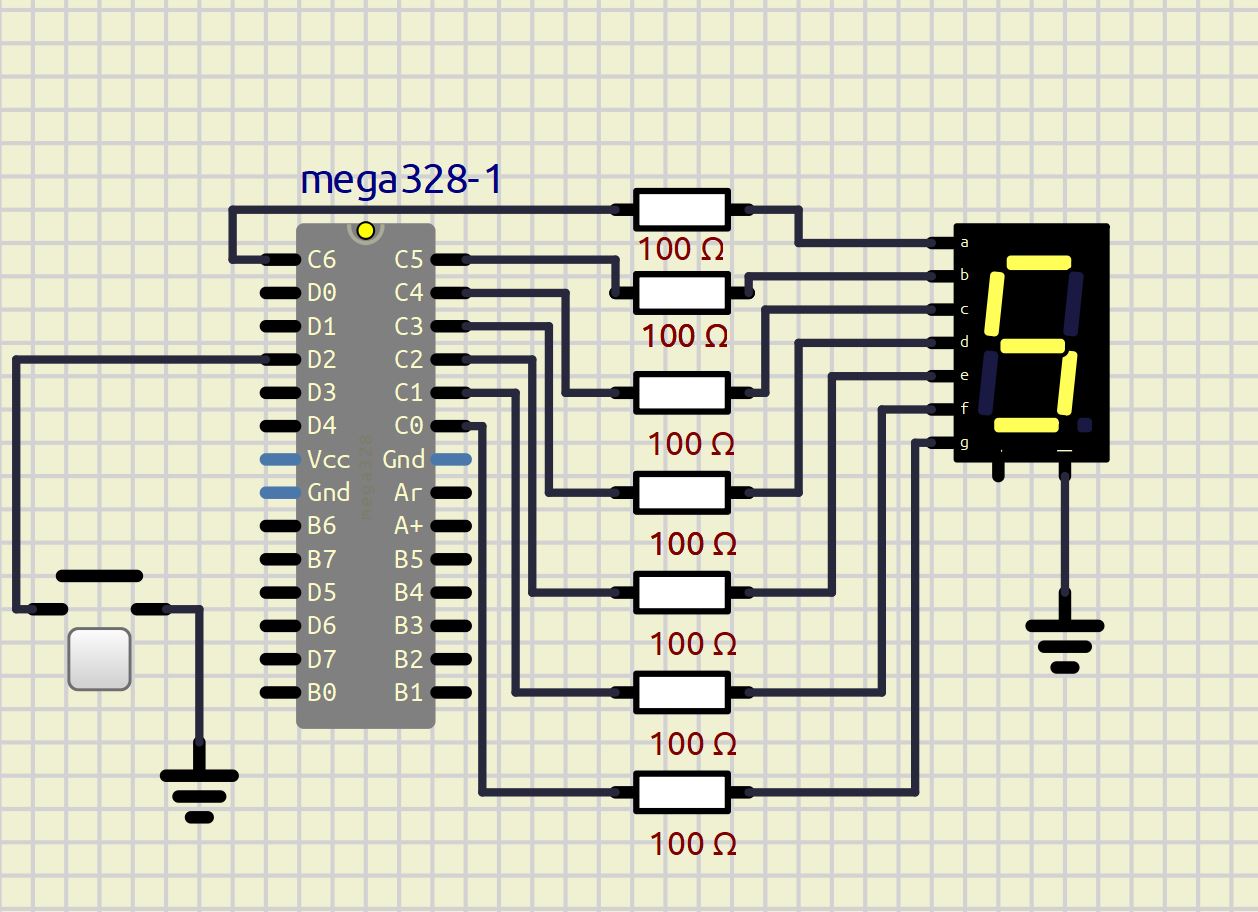 mega328-1
100 Ω
100 Ω
100 Ω
100 Ω
100 Ω
100 Ω
100 Ω
C6 C5
D0 C4
D1 C3
D2 C2
D3 C1
D4 C0
Vcc Gnd
Gnd Ar
B6 A+
B7 B5
D5 B4
D6 B3
D7 B2
B0 B1
mega328
a
b
c
d
e
f
g